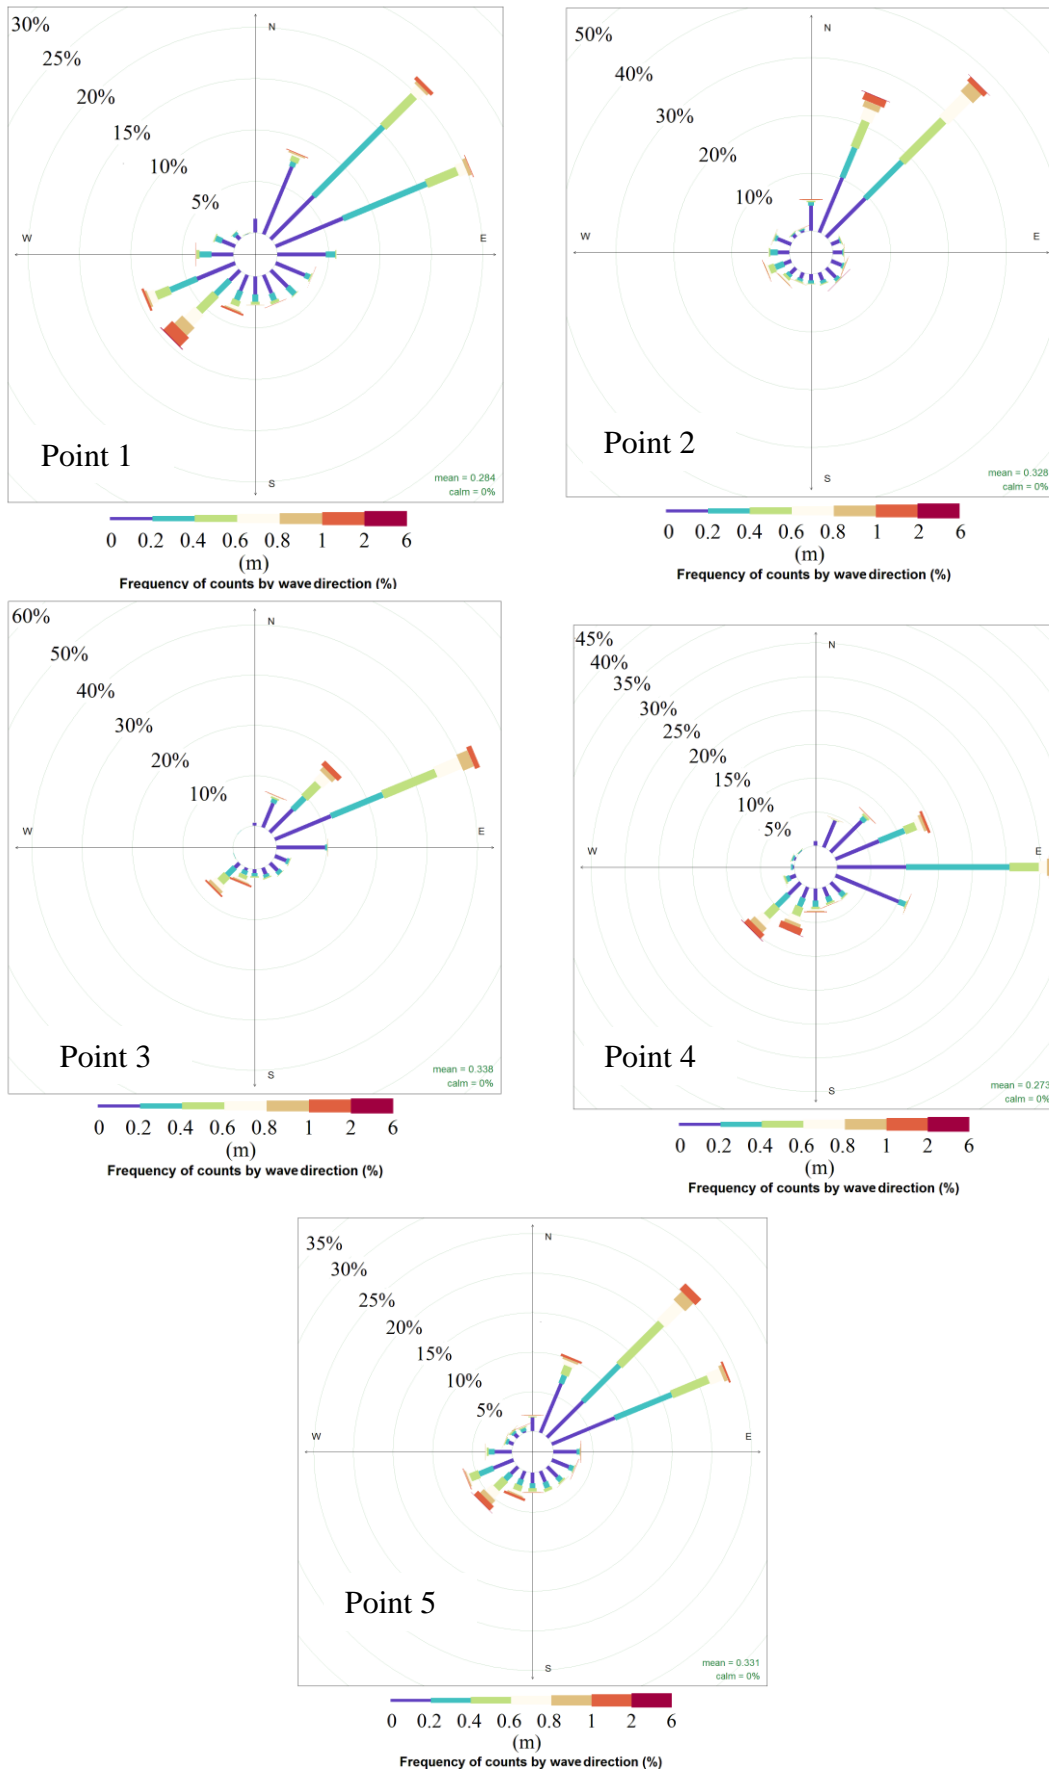 30%
25%
20%
15%
10%
5%
N
W
E
S
Point 1
mean = 0.284
calm = 0%
0 0.2 0.4 0.6 0.8 1 2 6
(m)
Frequency of counts by wave direction (%)
50%
40%
30%
20%
10%
N
W
E
S
Point 2
mean = 0.328
calm = 0%
0 0.2 0.4 0.6 0.8 1 2 6
(m)
Frequency of counts by wave direction (%)
60%
50%
40%
30%
20%
10%
N
W
E
S
Point 3
mean = 0.338
calm = 0%
0 0.2 0.4 0.6 0.8 1 2 6
(m)
Frequency of counts by wave direction (%)
45%
40%
35%
30%
25%
20%
15%
10%
5%
N
W
E
S
Point 4
mean = 0.273
calm = 0%
0 0.2 0.4 0.6 0.8 1 2 6
(m)
Frequency of counts by wave direction (%)
35%
30%
25%
20%
15%
10%
5%
N
W
E
S
Point 5
mean = 0.331
calm = 0%
0 0.2 0.4 0.6 0.8 1 2 6
(m)
Frequency of counts by wave direction (%)